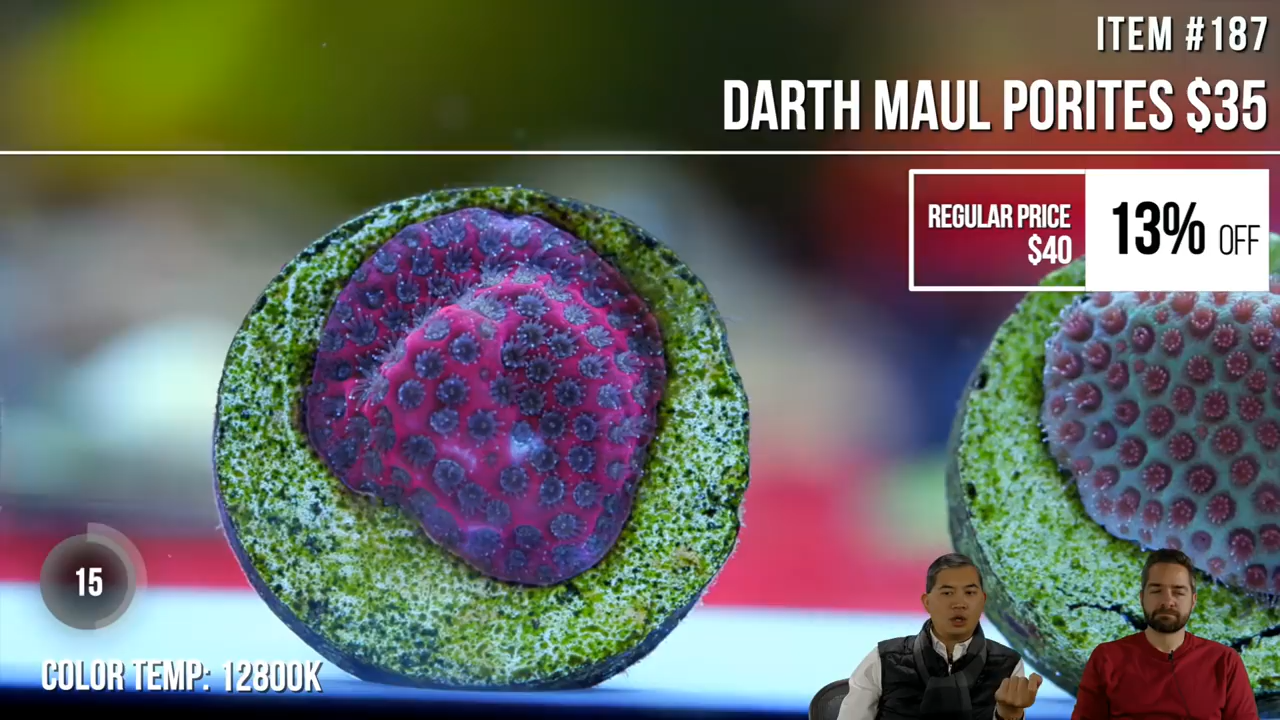 ITEM #187
DARTH MAUL PORITES $35
REGULAR PRICE
$40
13% OFF
15
COLOR TEMP: 12800K